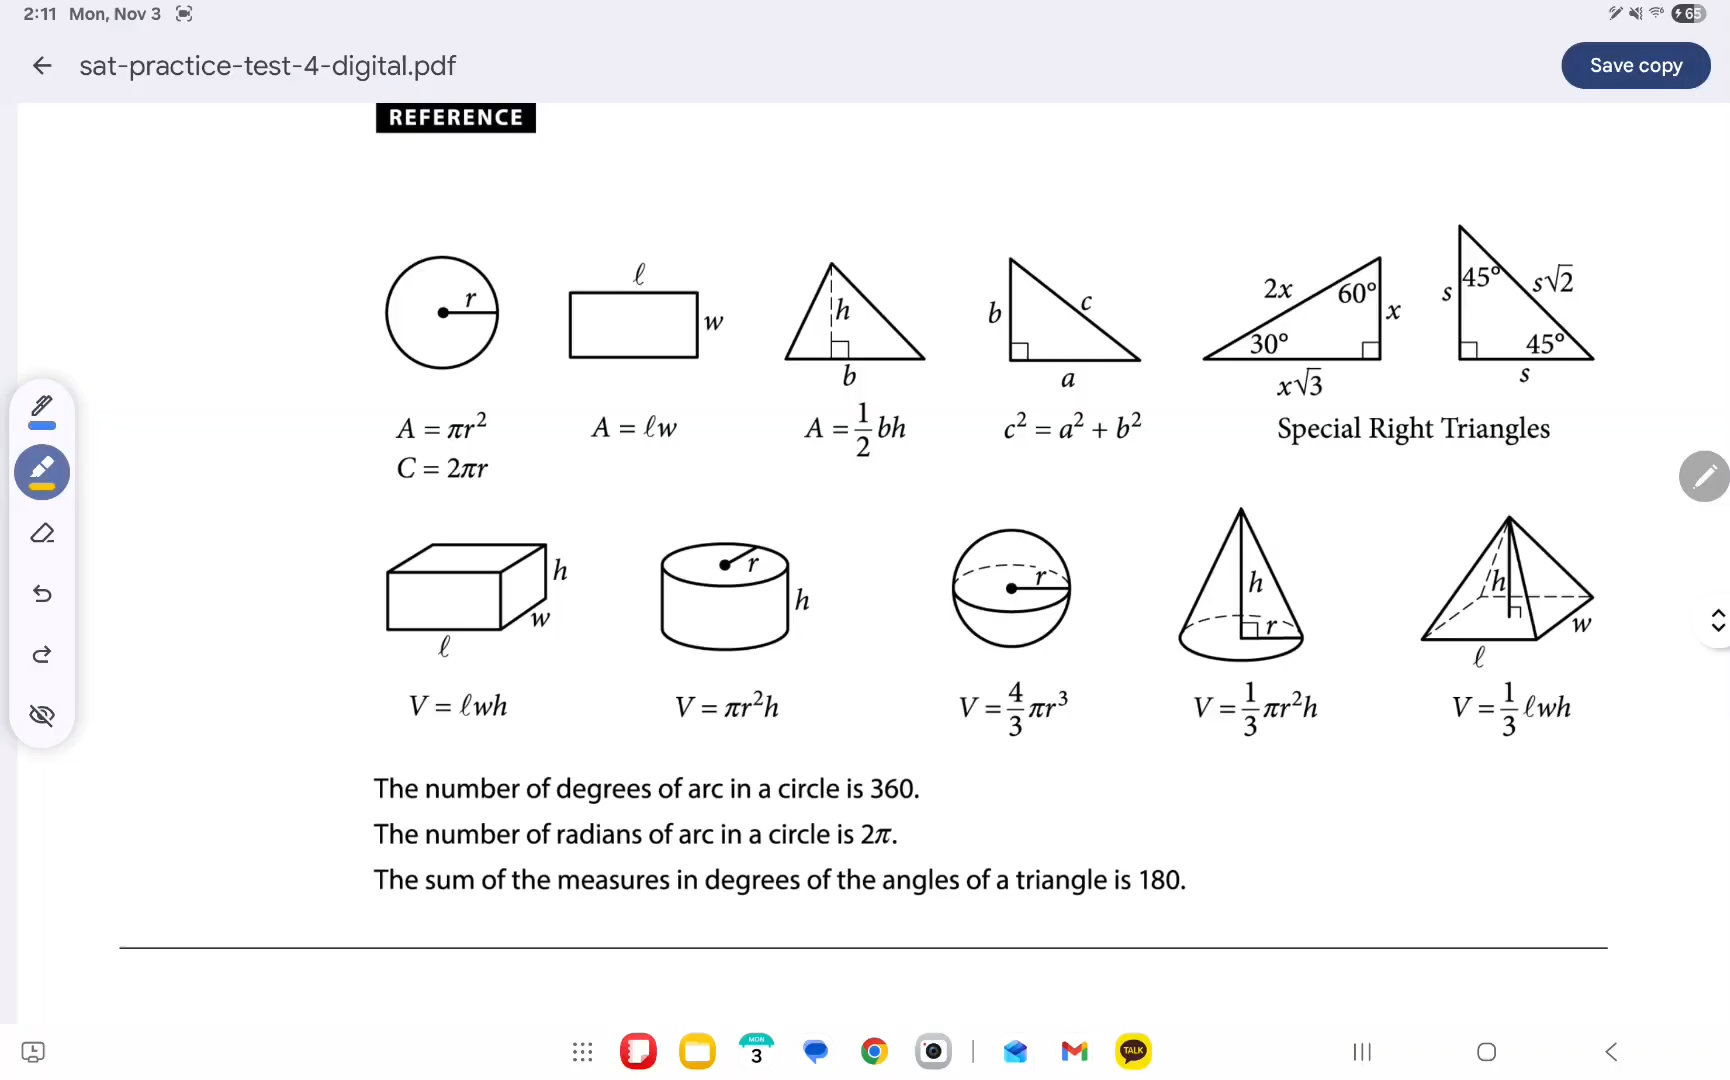 2:11 Mon, Nov 3
65
sat-practice-test-4-digital.pdf
Save copy
REFERENCE
r
ℓ
w
h
b
b
c
a
2x
60°
x
30°
x√3
45°
s
s√2
45°
s
A = πr²
C = 2πr
A = ℓw
A = 1/2 bh
c² = a² + b²
Special Right Triangles
h
w
ℓ
r
h
r
h
r
h
w
ℓ
V = ℓwh
V = πr²h
V = 4/3 πr³
V = 1/3 πr²h
V = 1/3 ℓwh
The number of degrees of arc in a circle is 360.
The number of radians of arc in a circle is 2π.
The sum of the measures in degrees of the angles of a triangle is 180.
MON
3
TALK